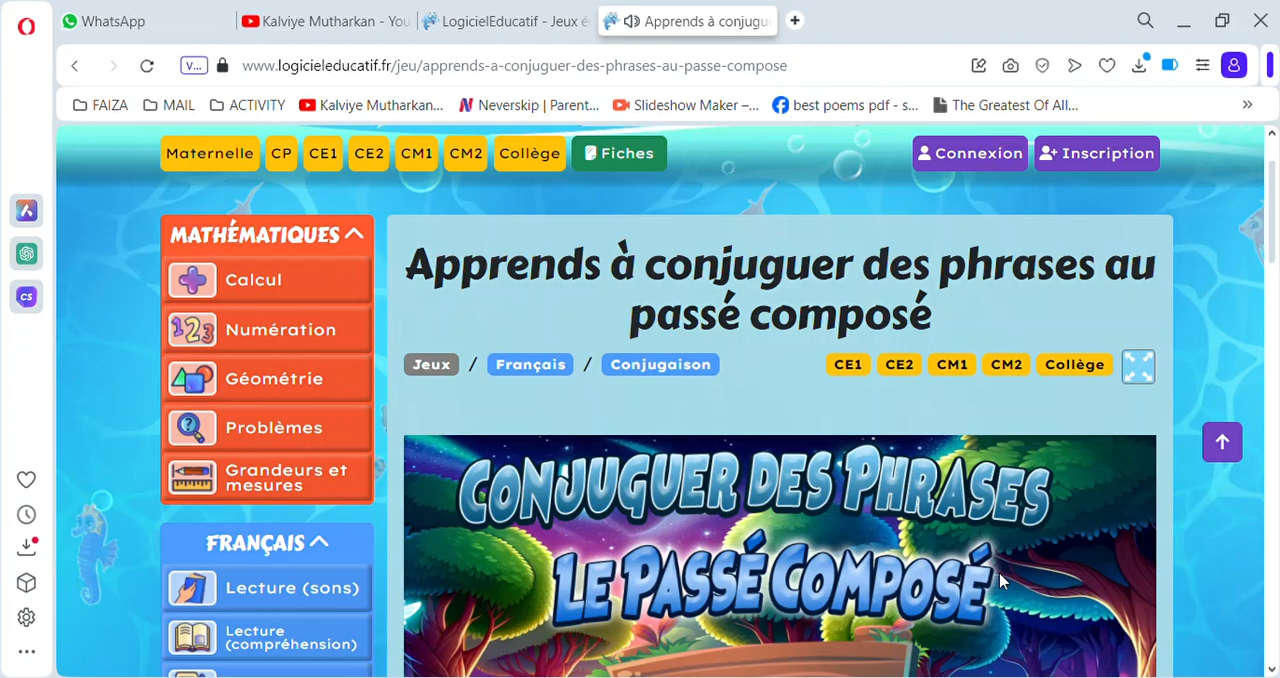 WhatsApp
Kalviye Mutharkan - You
LogicielEducatif - Jeux é
Apprends à conjugu
V...
www.logicieleducatif.fr/jeu/apprends-a-conjuguer-des-phrases-au-passe-compose
FAIZA
MAIL
ACTIVITY
Kalviye Mutharkan...
Neverskip | Parent...
Slideshow Maker –...
best poems pdf - s...
The Greatest Of All...
Maternelle
CP
CE1
CE2
CM1
CM2
Collège
Fiches
Connexion
Inscription
MATHÉMATIQUES
Calcul
Numération
Géométrie
Problèmes
Grandeurs et
mesures
FRANÇAIS
Lecture (sons)
Lecture
(compréhension)
Apprends à conjuguer des phrases au
passé composé
Jeux / Français / Conjugaison
CE1
CE2
CM1
CM2
Collège
CONJUGUER DES PHRASES
LE PASSÉ COMPOSÉ
CS
123